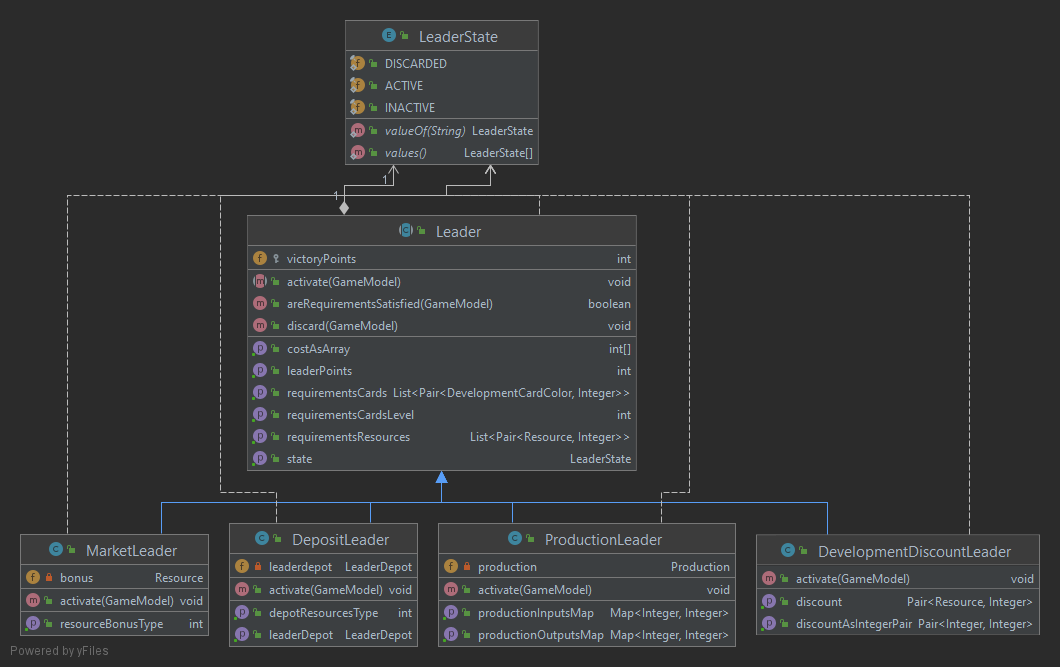 LeaderState
DISCARDED
ACTIVE
INACTIVE
valueOf(String) LeaderState
values() LeaderState[]
1
1
Leader
victoryPoints int
activate(GameModel) void
areRequirementsSatisfied(GameModel) boolean
discard(GameModel) void
costAsArray int[]
leaderPoints int
requirementsCards List<Pair<DevelopmentCardColor, Integer>>
requirementsCardsLevel int
requirementsResources List<Pair<Resource, Integer>>
state LeaderState
MarketLeader
bonus Resource
activate(GameModel) void
resourceBonusType int
DepositLeader
leaderdepot LeaderDepot
activate(GameModel) void
depotResourcesType int
leaderDepot LeaderDepot
ProductionLeader
production Production
activate(GameModel) void
productionInputsMap Map<Integer, Integer>
productionOutputsMap Map<Integer, Integer>
DevelopmentDiscountLeader
activate(GameModel) void
discount Pair<Resource, Integer>
discountAsIntegerPair Pair<Integer, Integer>
Powered by yFiles